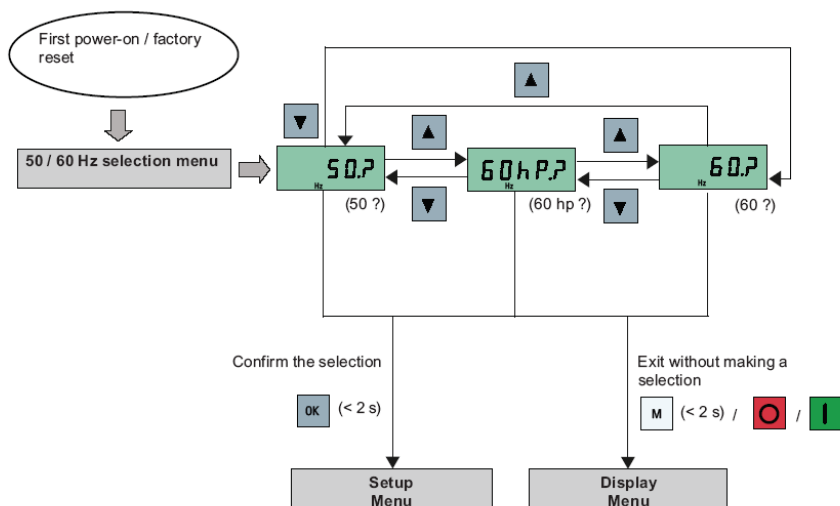 First power-on / factory
reset
50 / 60 Hz selection menu
▼
▲
▲
▲
50.?
Hz
60hP.?
Hz
60.?
Hz
(50 ?)
▼
(60 hp ?)
▼
(60 ?)
Confirm the selection
OK (< 2 s)
Exit without making a
selection
M (< 2 s) / O / I
Setup
Menu
Display
Menu